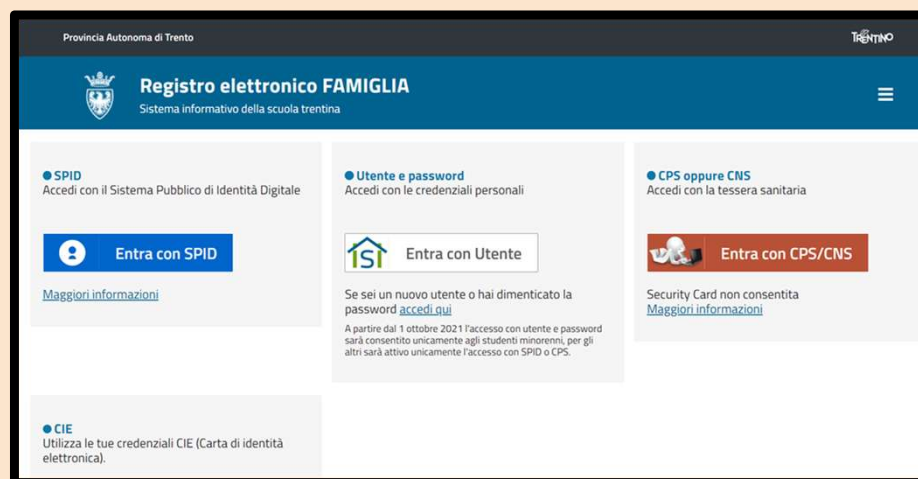 Provincia Autonoma di Trento
TRENTINO
Registro elettronico FAMIGLIA
Sistema informativo della scuola trentina
SPID
Accedi con il Sistema Pubblico di Identità Digitale
Entra con SPID
Maggiori informazioni
Utente e password
Accedi con le credenziali personali
ISI
Entra con Utente
Se sei un nuovo utente o hai dimenticato la
password accedi qui
A partire dal 1 ottobre 2021 l'accesso con utente e password
sarà consentito unicamente agli studenti minorenni, per gli
altri sarà attivo unicamente l'accesso con SPID o CPS.
CPS oppure CNS
Accedi con la tessera sanitaria
Entra con CPS/CNS
Security Card non consentita
Maggiori informazioni
CIE
Utilizza le tue credenziali CIE (Carta di identità
elettronica).